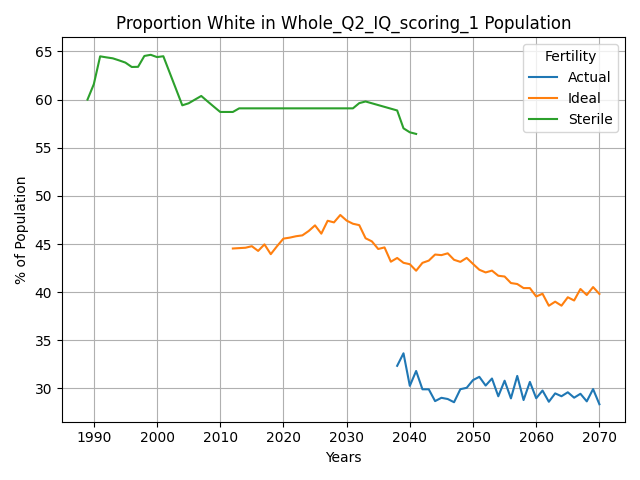 Proportion White in Whole_Q2_IQ_scoring_1 Population
Fertility
Actual
Ideal
Sterile
% of Population
65
60
55
50
45
40
35
30
1990 2000 2010 2020 2030 2040 2050 2060 2070
Years